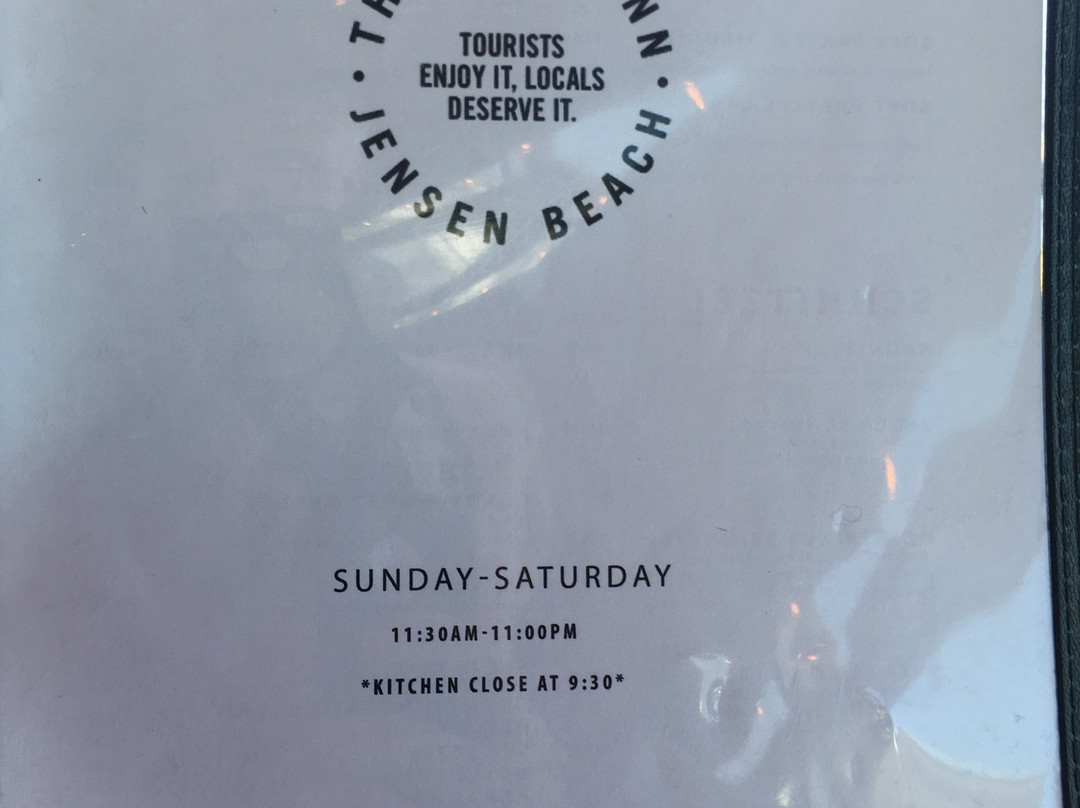 TOURISTS
ENJOY IT, LOCALS
DESERVE IT.
• JENSEN BEACH •
SUNDAY-SATURDAY
11:30AM-11:00PM
*KITCHEN CLOSE AT 9:30*